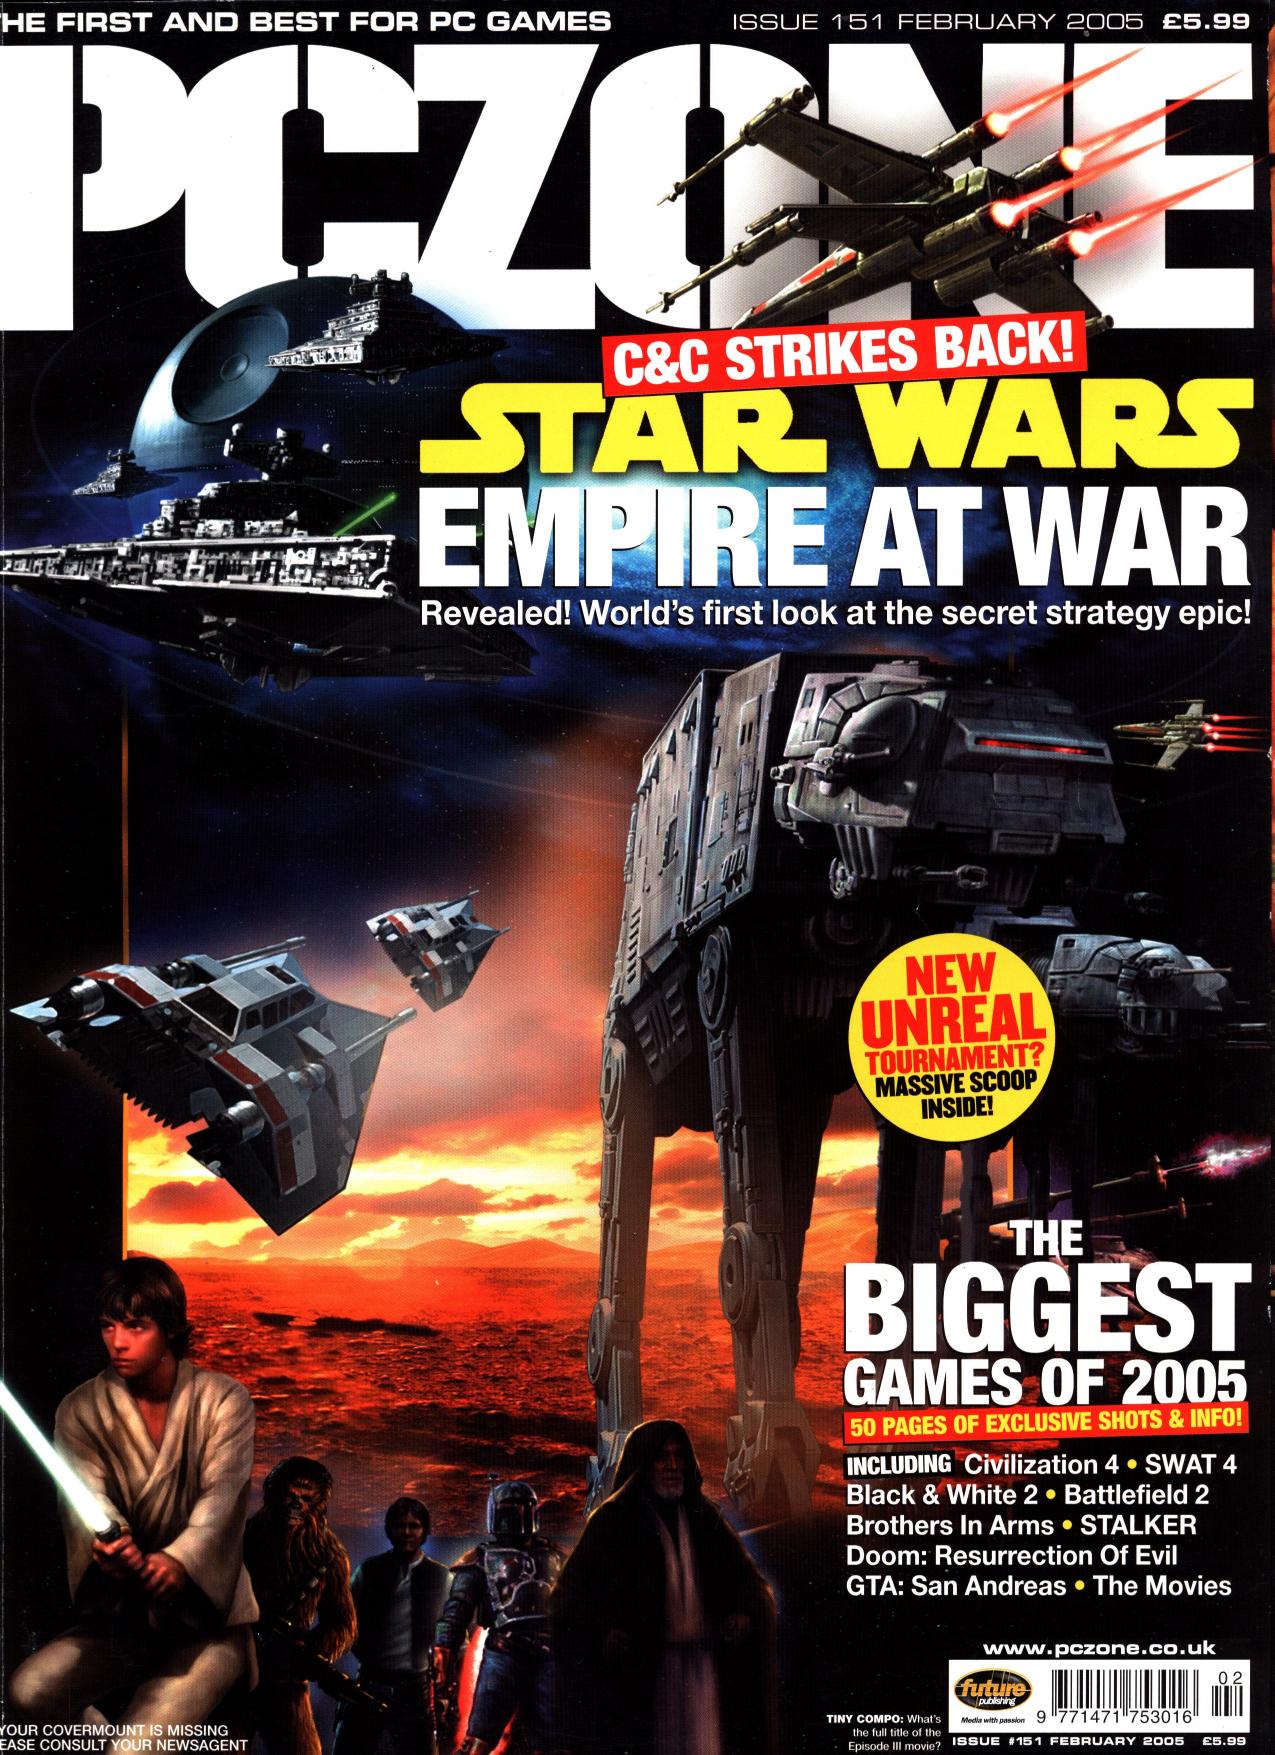 THE FIRST AND BEST FOR PC GAMES
ISSUE 151 FEBRUARY 2005 £5.99
PCZONE
C&C STRIKES BACK!
STAR WARS
EMPIRE AT WAR
Revealed! World's first look at the secret strategy epic!
NEW
UNREAL
TOURNAMENT?
MASSIVE SCOOP
INSIDE!
THE
BIGGEST
GAMES OF 2005
50 PAGES OF EXCLUSIVE SHOTS & INFO!
INCLUDING Civilization 4 • SWAT 4
Black & White 2 • Battlefield 2
Brothers In Arms • STALKER
Doom: Resurrection Of Evil
GTA: San Andreas • The Movies
www.pczone.co.uk
future
publishing
Media with passion
02
9 771471 753016
ISSUE #151 FEBRUARY 2005 £5.99
TINY COMPO: What's
the full title of the
Episode III movie?
YOUR COVERMOUNT IS MISSING
EASE CONSULT YOUR NEWSAGENT